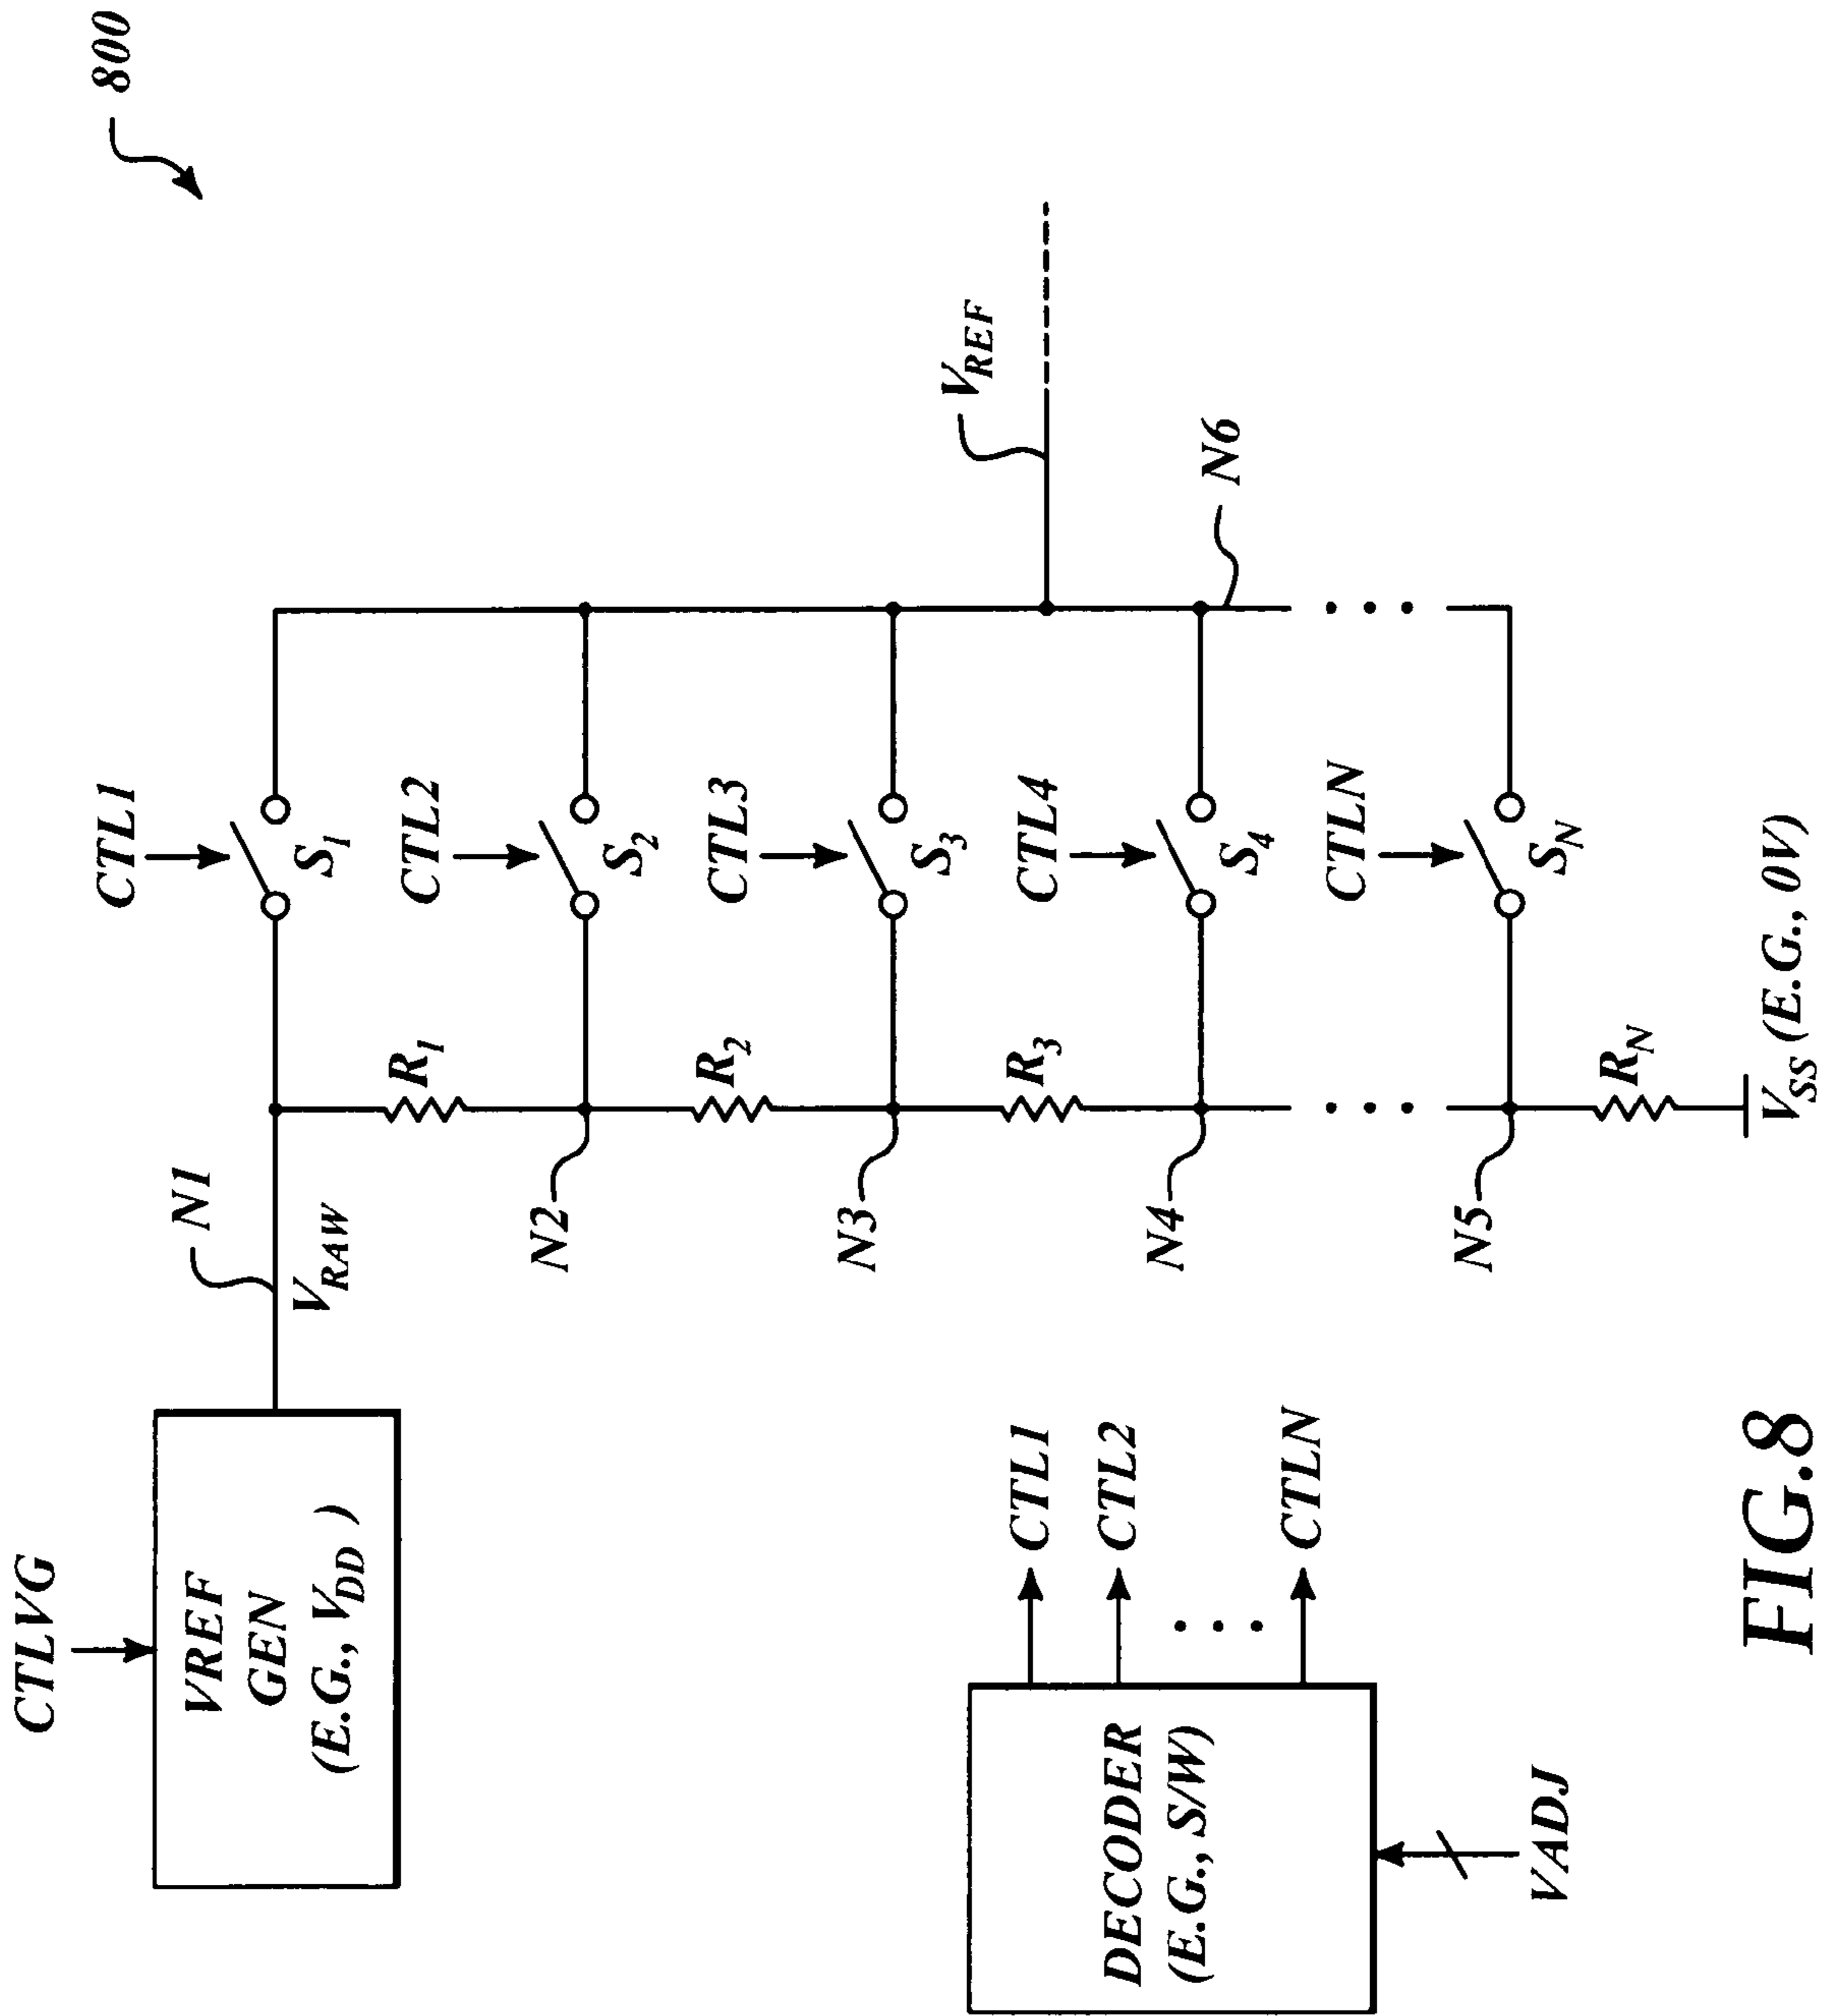 800
CTLVG
VREF
GEN
(E.G., VDD )
N1
VRAW
CTL1
S1
R1
CTL2
S2
N2
R2
CTL3
S3
N3
VREF
R3
CTL4
S4
N4
N6
CTLN
SN
N5
RN
VSS (E.G., 0V)
DECODER
(E.G., S/W)
CTL1
CTL2
CTLN
VADJ
FIG.8